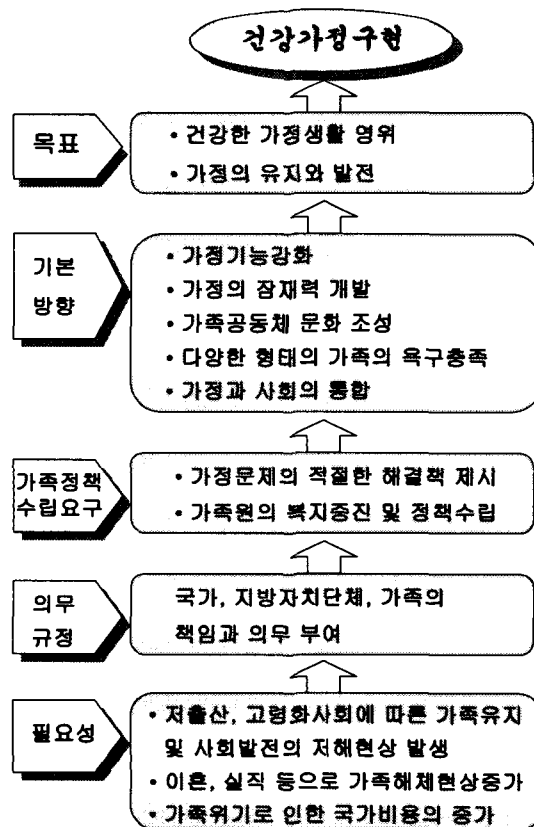 건강가정구현
목표
• 건강한 가정생활 영위
• 가정의 유지와 발전
기본
방향
• 가정기능강화
• 가정의 잠재력 개발
• 가족공동체 문화 조성
• 다양한 형태의 가족의 욕구충족
• 가정과 사회의 통합
가족정책
수립요구
• 가정문제의 적절한 해결책 제시
• 가족원의 복지증진 및 정책수립
의무
규정
국가, 지방자치단체, 가족의
책임과 의무 부여
필요성
• 저출산, 고령화사회에 따른 가족유지
및 사회발전의 저해현상 발생
• 이혼, 실직 등으로 가족해체현상증가
• 가족위기로 인한 국가비용의 증가